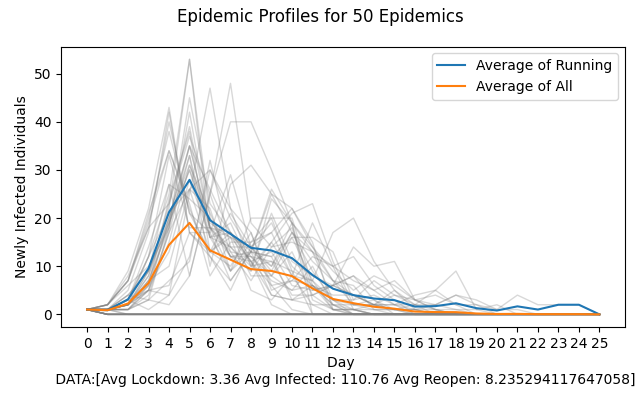 Epidemic Profiles for 50 Epidemics
Average of Running
Average of All
Newly Infected Individuals
50
40
30
20
10
0
0 1 2 3 4 5 6 7 8 9 10 11 12 13 14 15 16 17 18 19 20 21 22 23 24 25
Day
DATA:[Avg Lockdown: 3.36 Avg Infected: 110.76 Avg Reopen: 8.235294117647058]